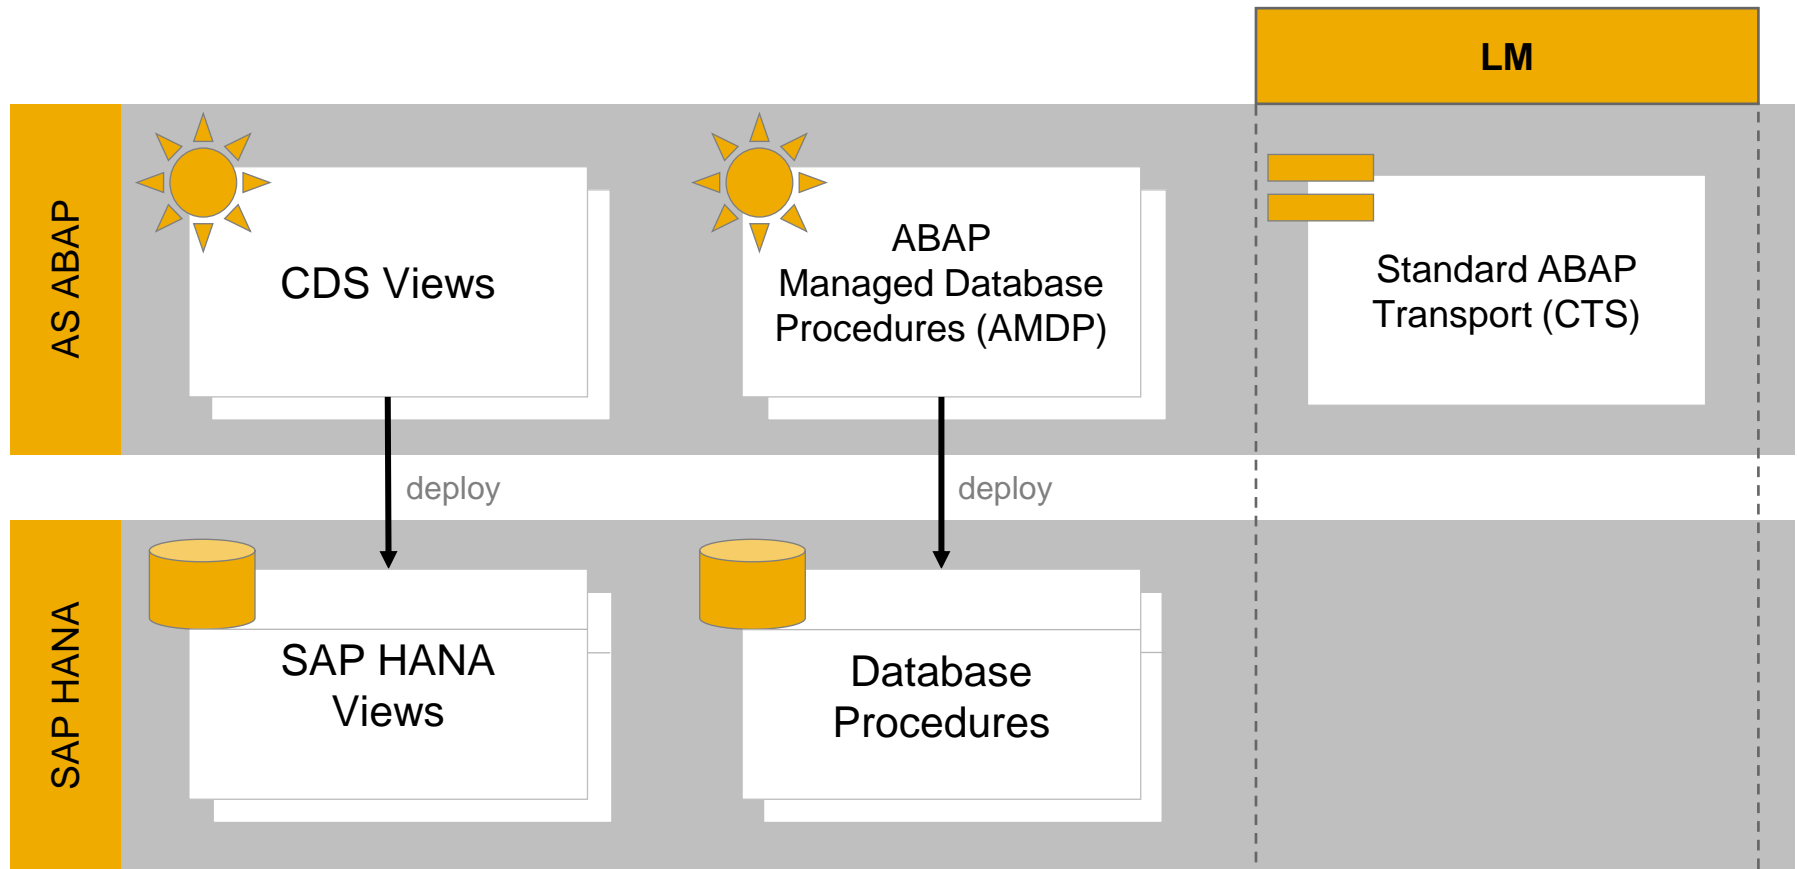 LM
AS ABAP
CDS Views
ABAP
Managed Database
Procedures (AMDP)
Standard ABAP
Transport (CTS)
deploy
deploy
SAP HANA
SAP HANA
Views
Database
Procedures